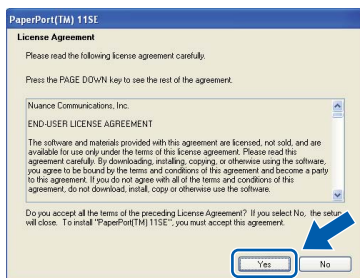 PaperPort(TM) 11SE
License Agreement
Please read the following license agreement carefully.
Press the PAGE DOWN key to see the rest of the agreement.
Nuance Communications, Inc.
END-USER LICENSE AGREEMENT
The software and materials provided with this agreement are licensed, not sold, and are
available for use only under the terms of this license agreement. Please read this
agreement carefully. By downloading, installing, copying, or otherwise using the software,
you agree to be bound by the terms and conditions of this agreement and become a party
to this agreement. If you do not agree with all of the terms and conditions of this
agreement, do not download, install, copy or otherwise use the software.
Do you accept all the terms of the preceding License Agreement? If you select No, the setup
will close. To install "PaperPort(TM) 11SE", you must accept this agreement.
Yes
No